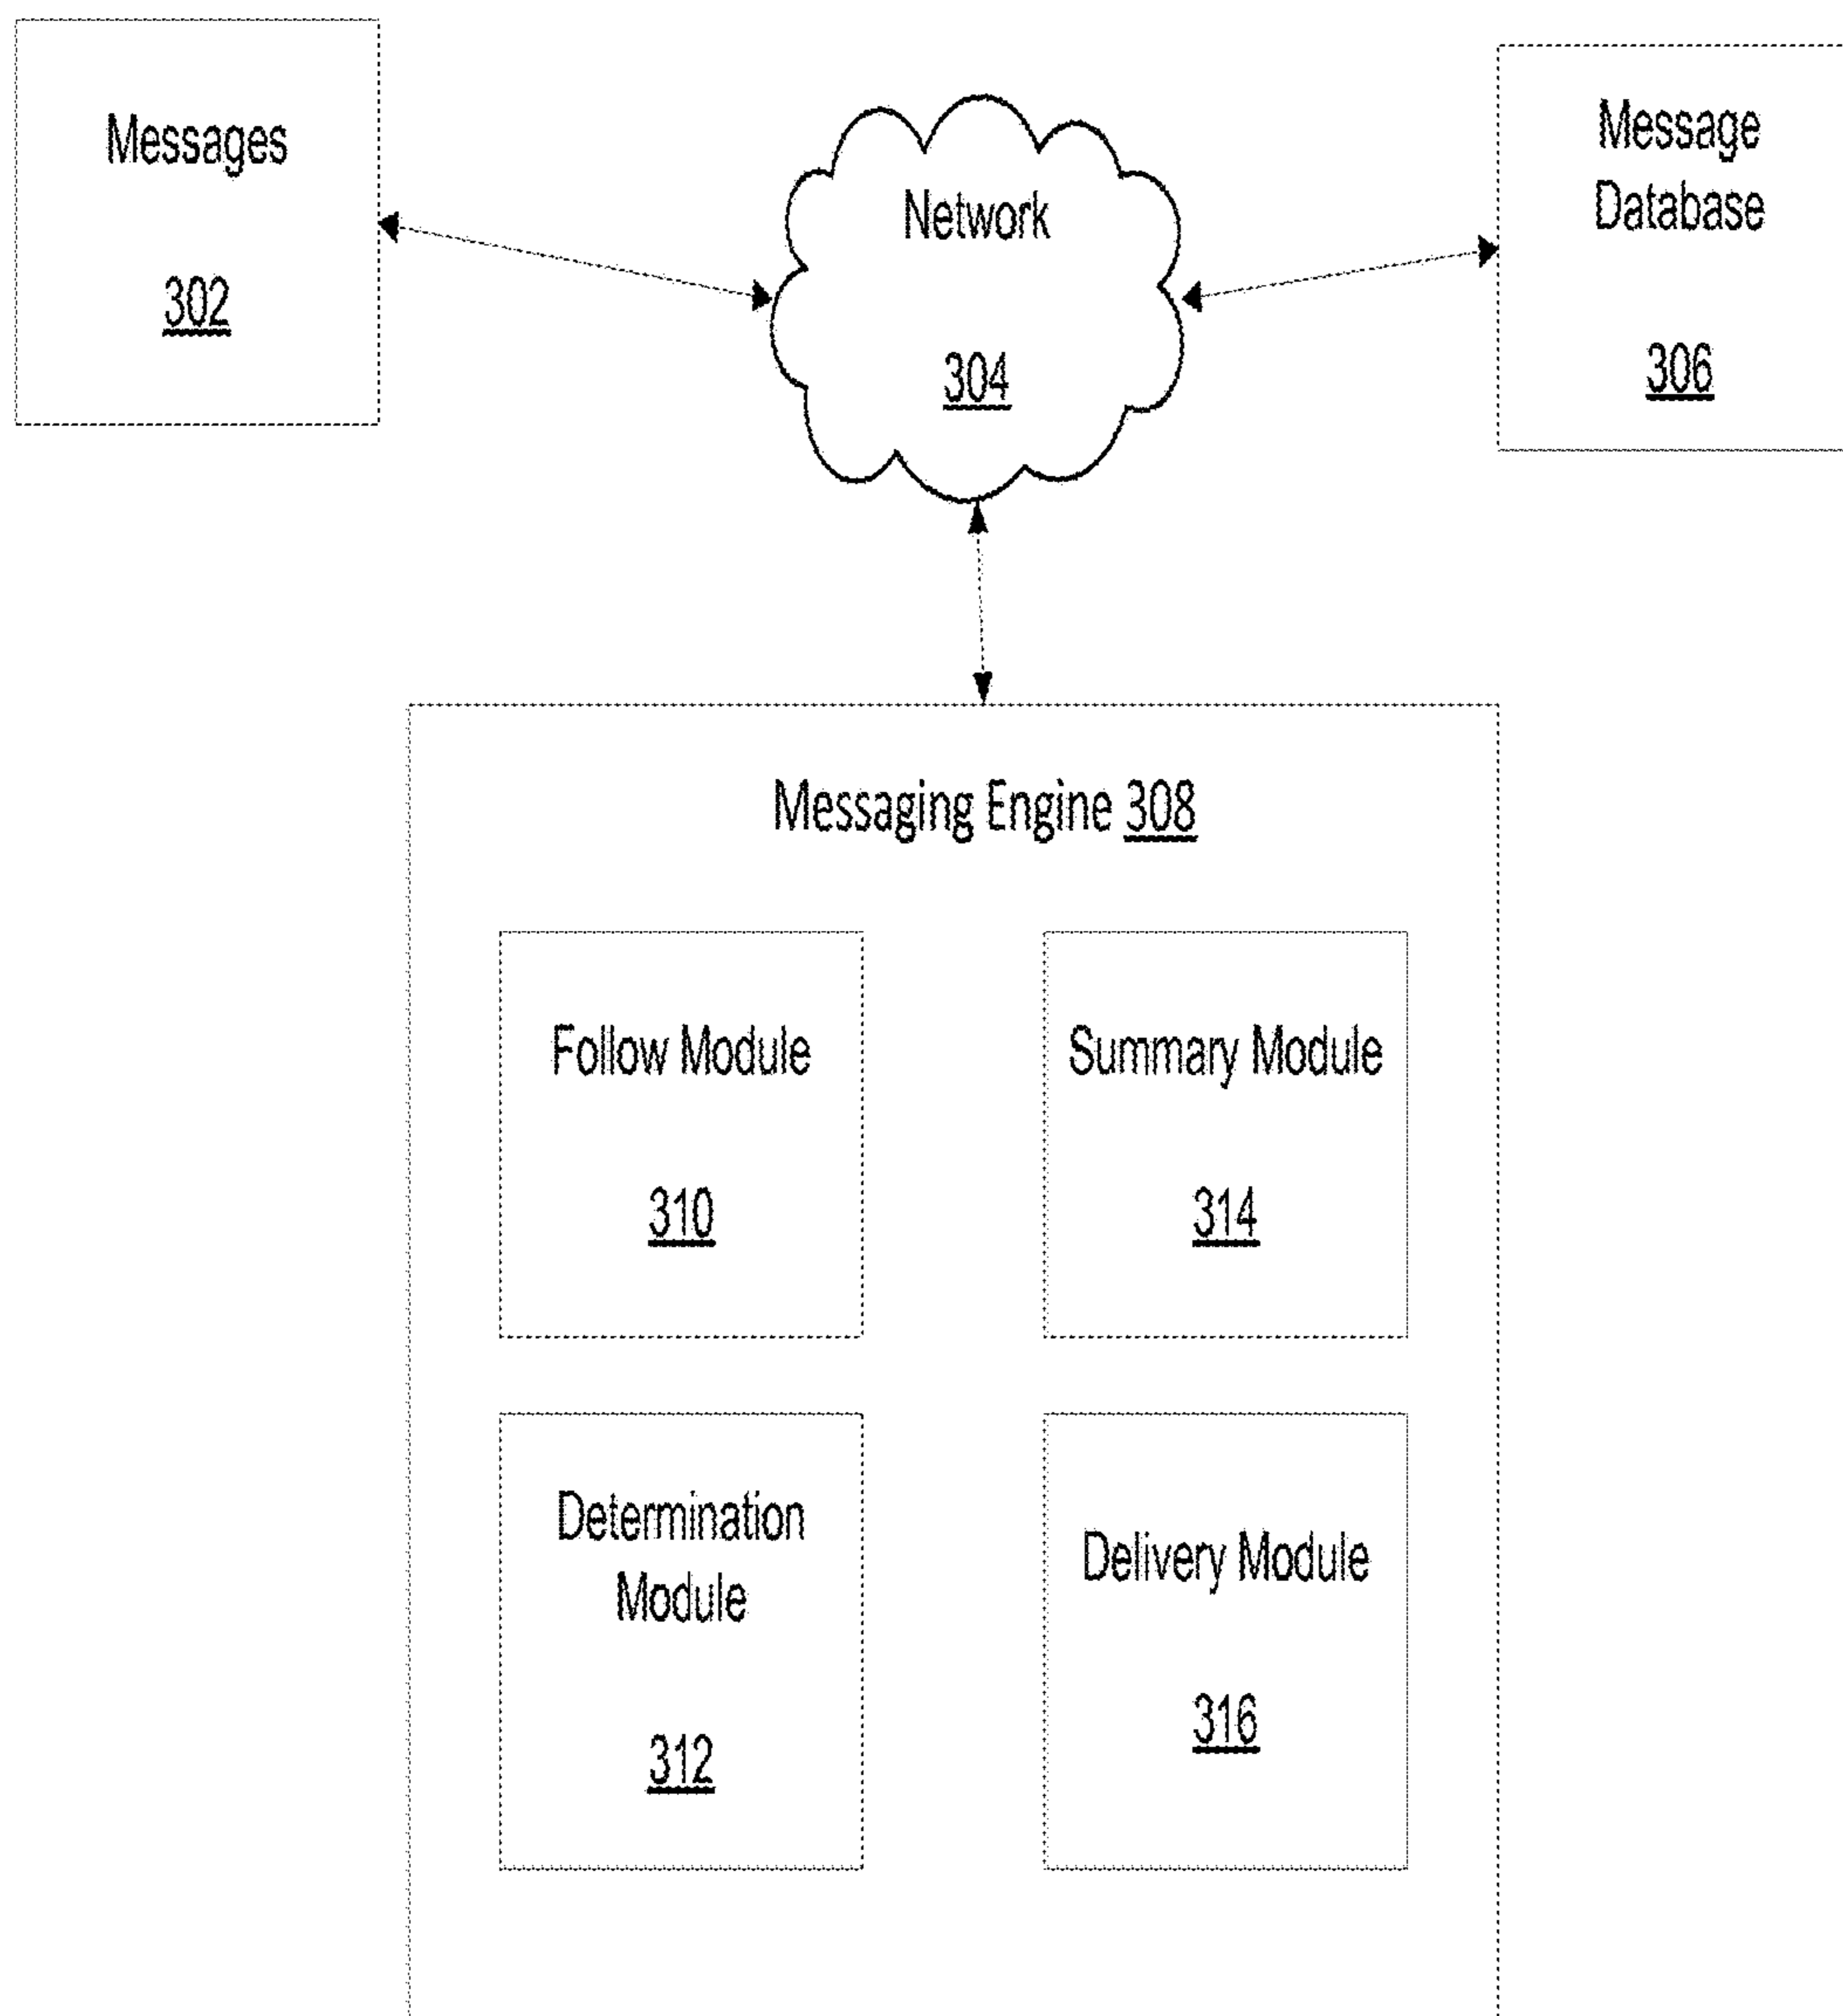 Messages
302
Network
304
Message
Database
306
Messaging Engine 308
Follow Module
310
Summary Module
314
Determination
Module
312
Delivery Module
316